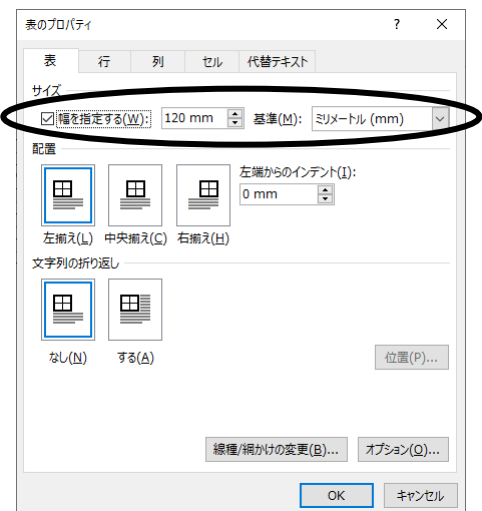 表のプロパティ ? ×
表 行 列 セル 代替テキスト
サイズ
幅を指定する(W): 120 mm 基準(M): ミリメートル (mm)
配置
左端からのインデント(I):
0 mm
左揃え(L) 中央揃え(C) 右揃え(H)
文字列の折り返し
なし(N) する(A)
位置(P)...
線種/網かけの変更(B)... オプション(O)...
OK キャンセル